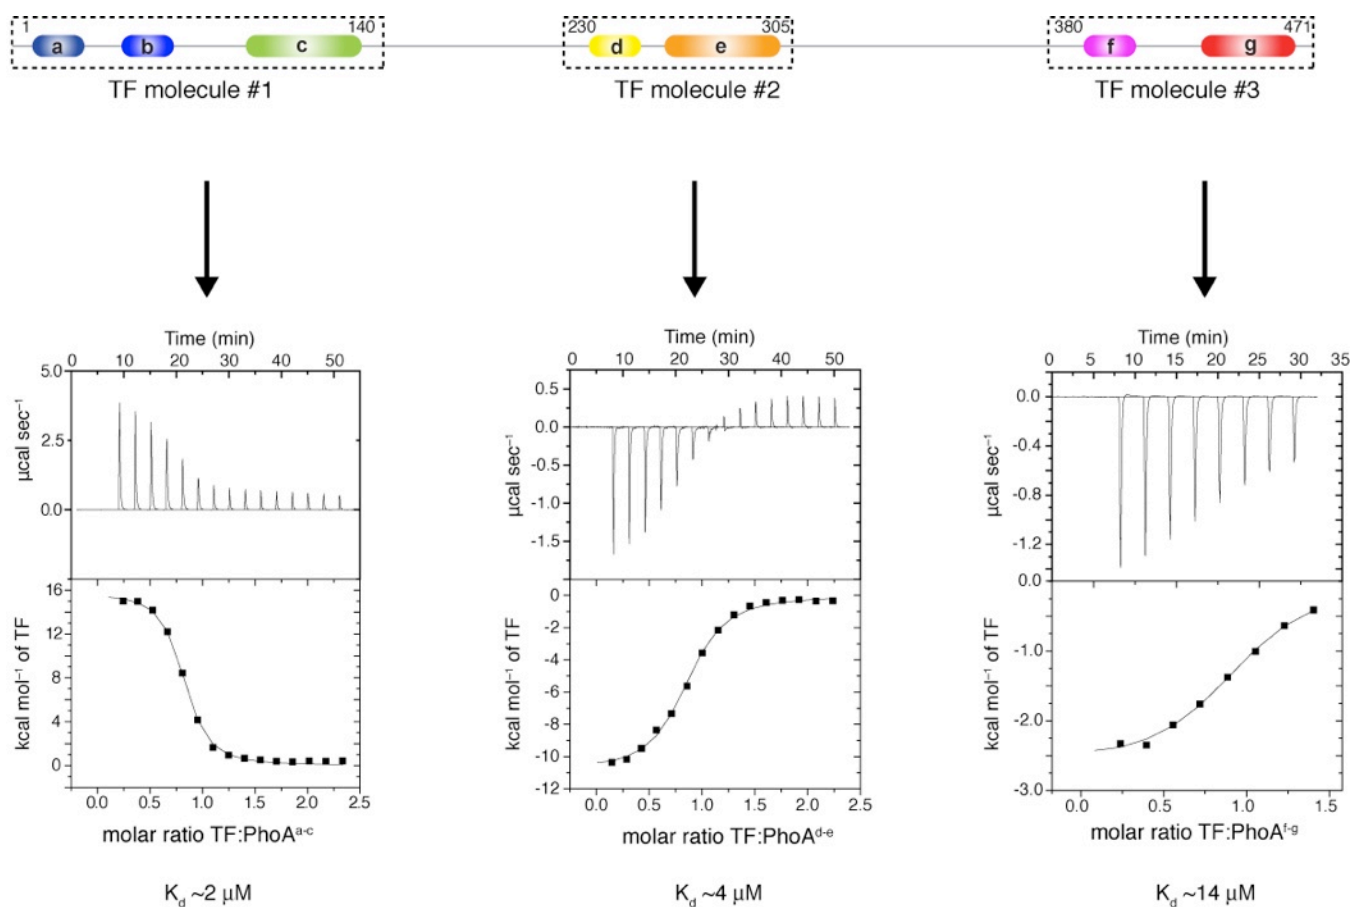 1 140 230 305 380 471
a b c d e f g
TF molecule #1 TF molecule #2 TF molecule #3
Time (min)
0 10 20 30 40 50
5.0
2.5
0.0
µcal sec⁻¹
16
12
8
4
0
kcal mol⁻¹ of TF
0.0 0.5 1.0 1.5 2.0 2.5
molar ratio TF:PhoAᵃ⁻ᶜ
K_d ~2 µM
Time (min)
0 10 20 30 40 50
0.5
0.0
-0.5
-1.0
-1.5
µcal sec⁻¹
0
-2
-4
-6
-8
-10
-12
kcal mol⁻¹ of TF
0.0 0.5 1.0 1.5 2.0 2.5
molar ratio TF:PhoAᵈ⁻ᵉ
K_d ~4 µM
Time (min)
0 5 10 15 20 25 30 35
0.0
-0.4
-0.8
-1.2
µcal sec⁻¹
0.0
-1.0
-2.0
-3.0
kcal mol⁻¹ of TF
0.0 0.5 1.0 1.5
molar ratio TF:PhoAᶠ⁻ᵍ
K_d ~14 µM